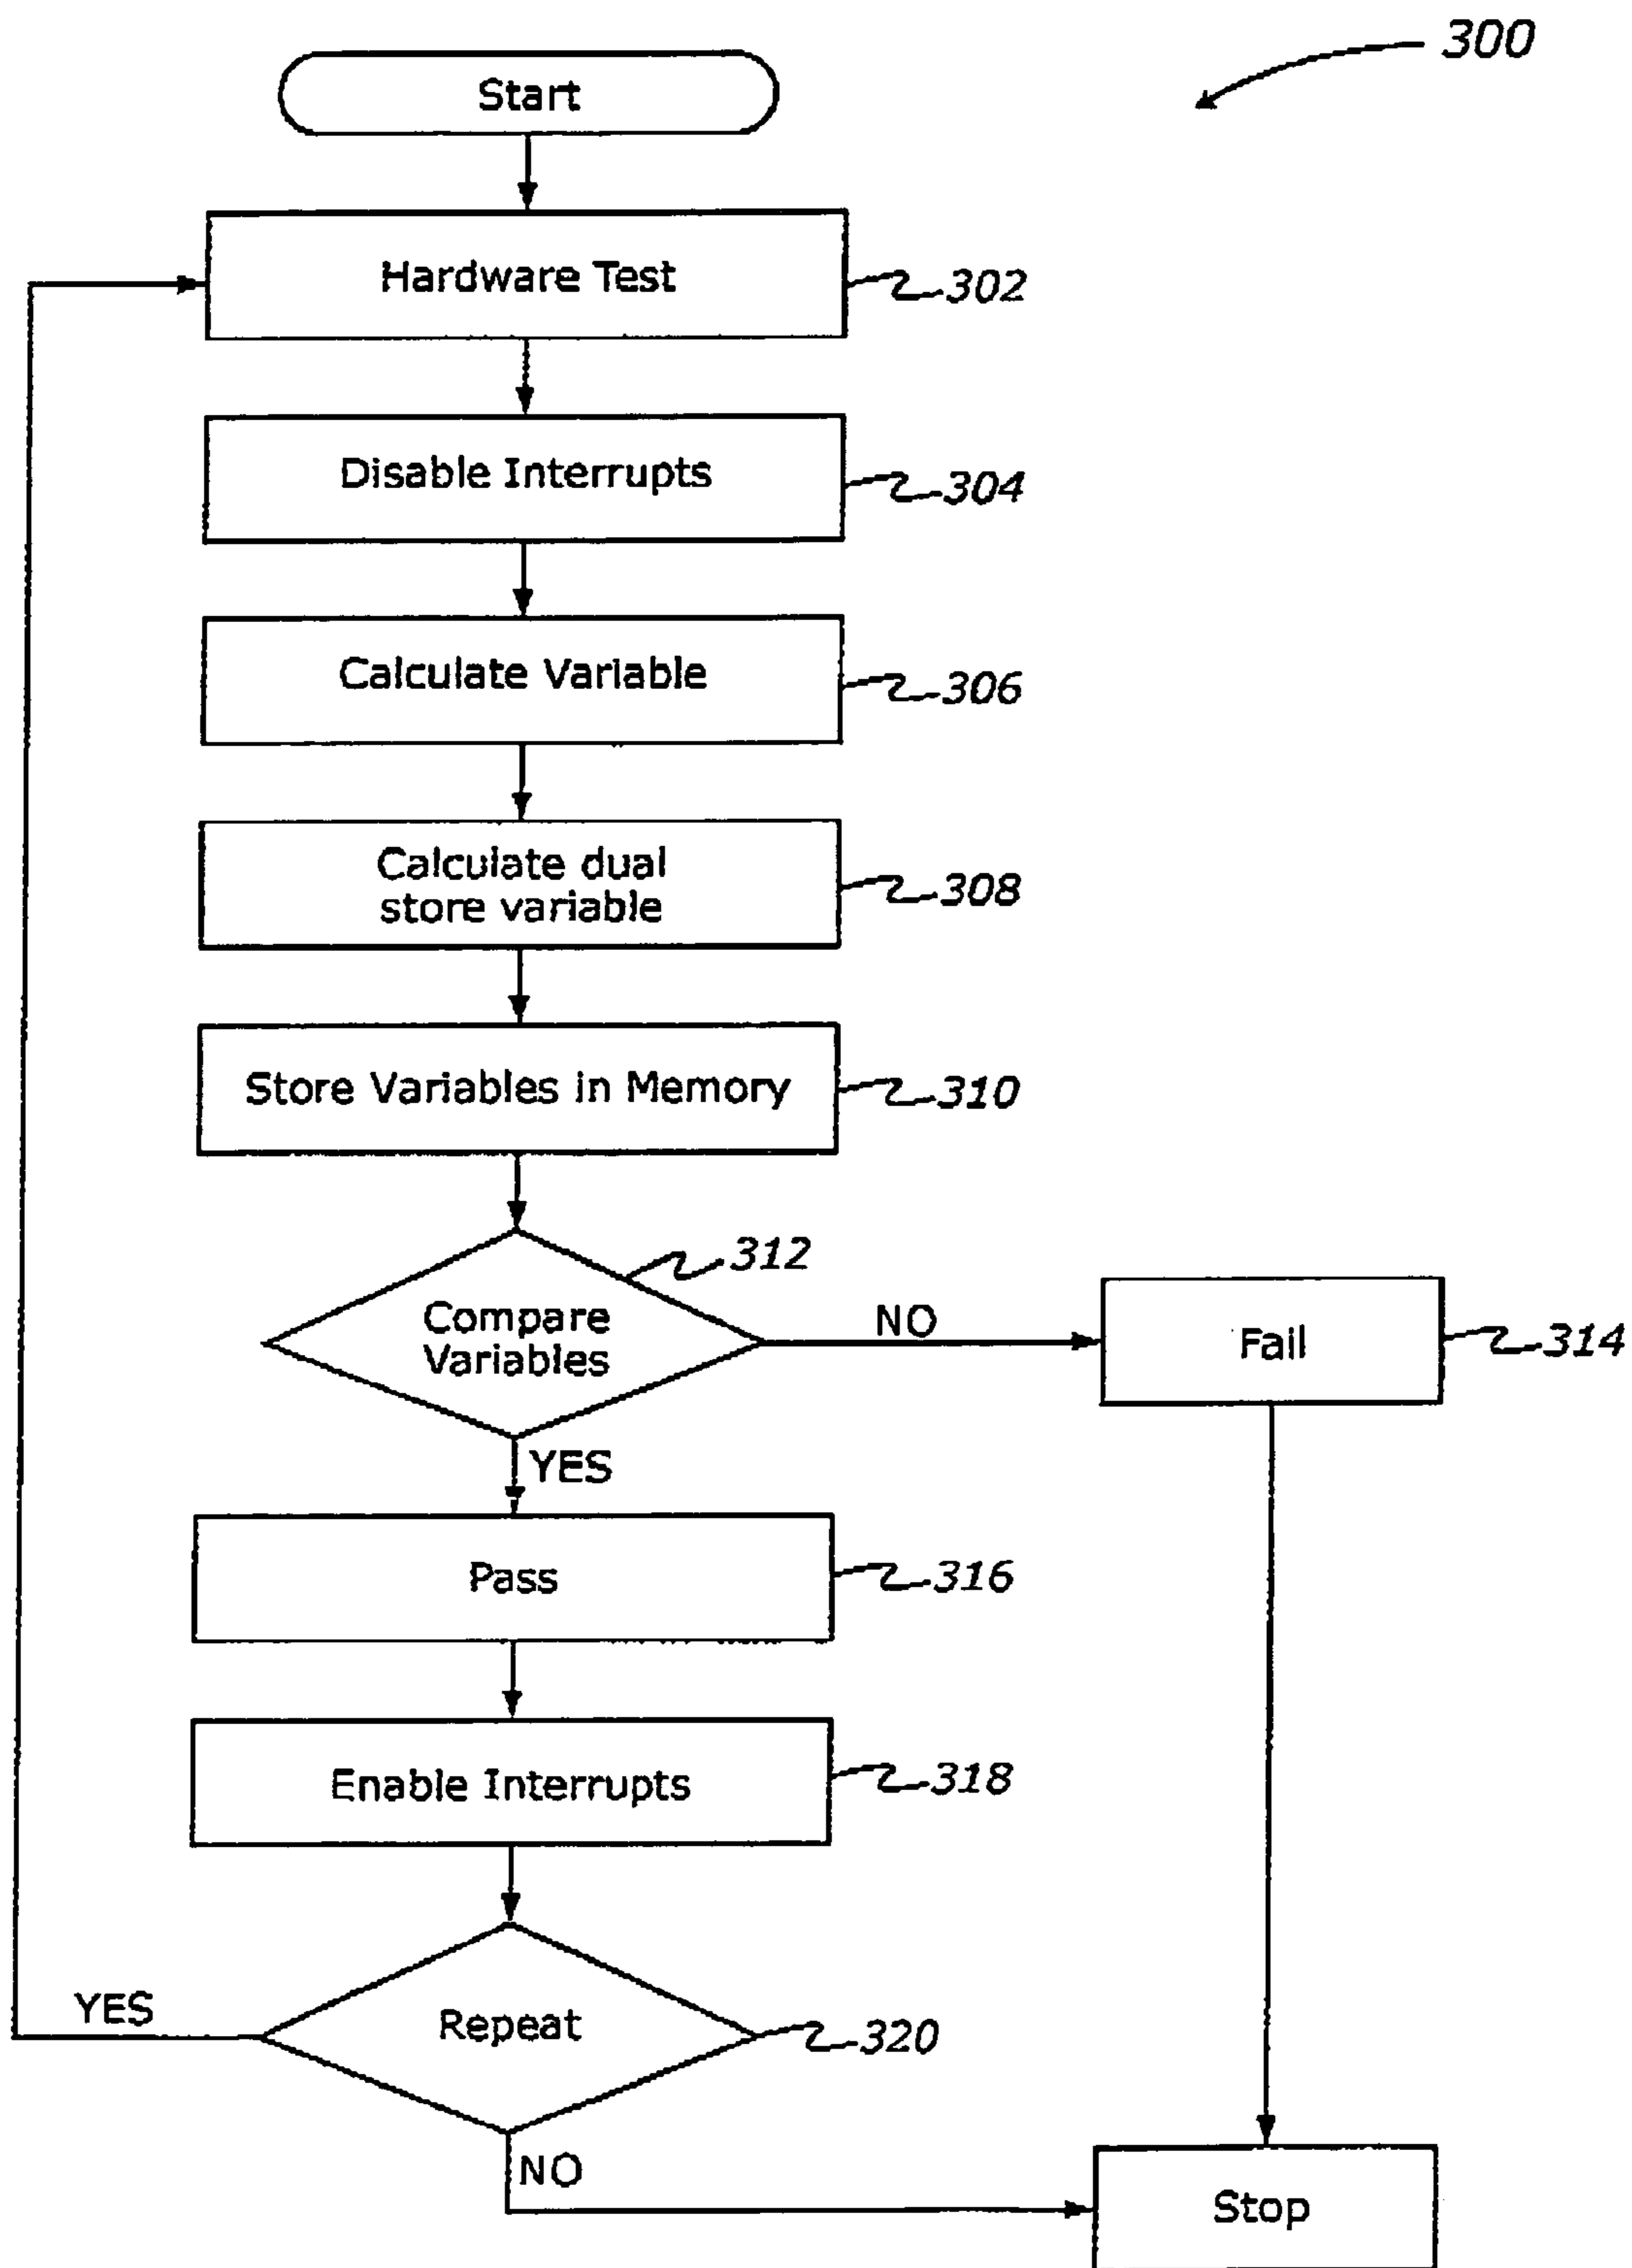 300
Start
Hardware Test
302
Disable Interrupts
304
Calculate Variable
306
Calculate dual
store variable
308
Store Variables in Memory
310
312
Compare
Variables
NO
Fail
314
YES
Pass
316
Enable Interrupts
318
YES
Repeat
320
NO
Stop